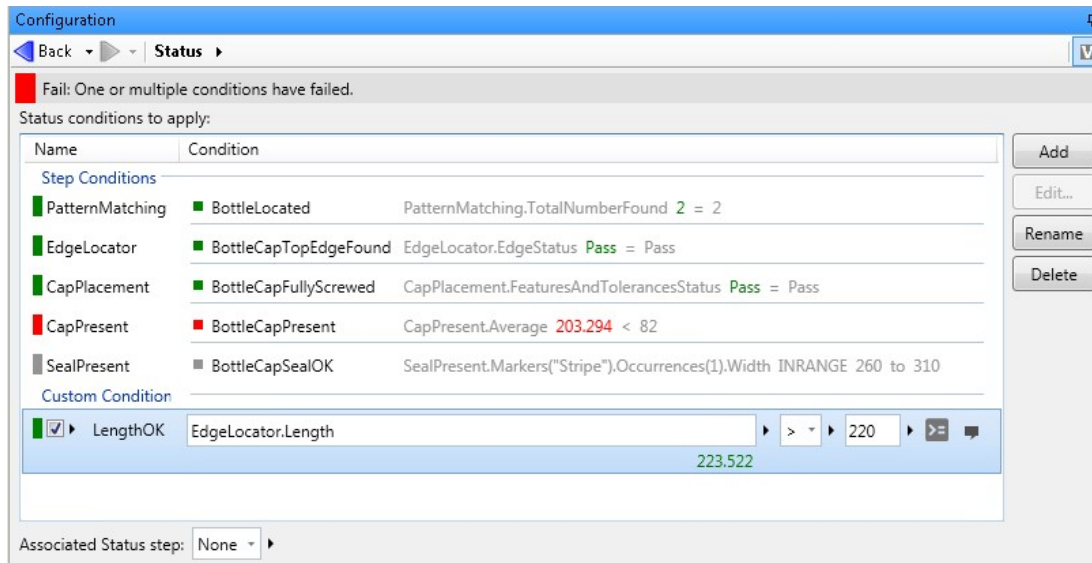 Configuration
Back Status
Fail: One or multiple conditions have failed.
Status conditions to apply:
Name Condition
Add
Step Conditions
Edit...
PatternMatching BottleLocated PatternMatching.TotalNumberFound 2 = 2
Rename
EdgeLocator BottleCapTopEdgeFound EdgeLocator.EdgeStatus Pass = Pass
Delete
CapPlacement BottleCapFullyScrewed CapPlacement.FeaturesAndTolerancesStatus Pass = Pass
CapPresent BottleCapPresent CapPresent.Average 203.294 < 82
SealPresent BottleCapSealOK SealPresent.Markers("Stripe").Occurrences(1).Width INRANGE 260 to 310
Custom Condition
LengthOK EdgeLocator.Length > 220
223.522
Associated Status step: None